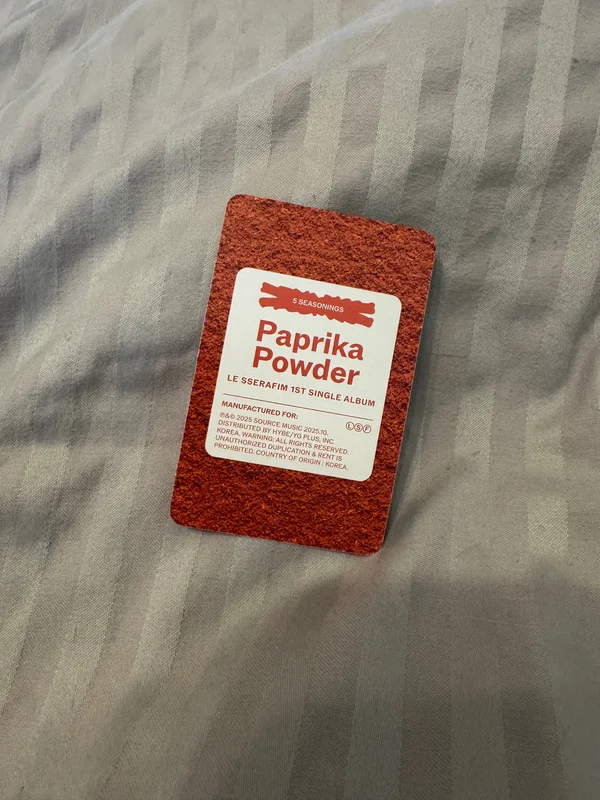 5 SEASONINGS
Paprika
Powder
LE SSERAFIM 1ST SINGLE ALBUM
MANUFACTURED FOR:
LSF
℗&© 2025 SOURCE MUSIC 2025.10.
DISTRIBUTED BY HYBE/YG PLUS, INC.
KOREA. WARNING: ALL RIGHTS RESERVED.
UNAUTHORIZED DUPLICATION & RENT IS
PROHIBITED. COUNTRY OF ORIGIN : KOREA.